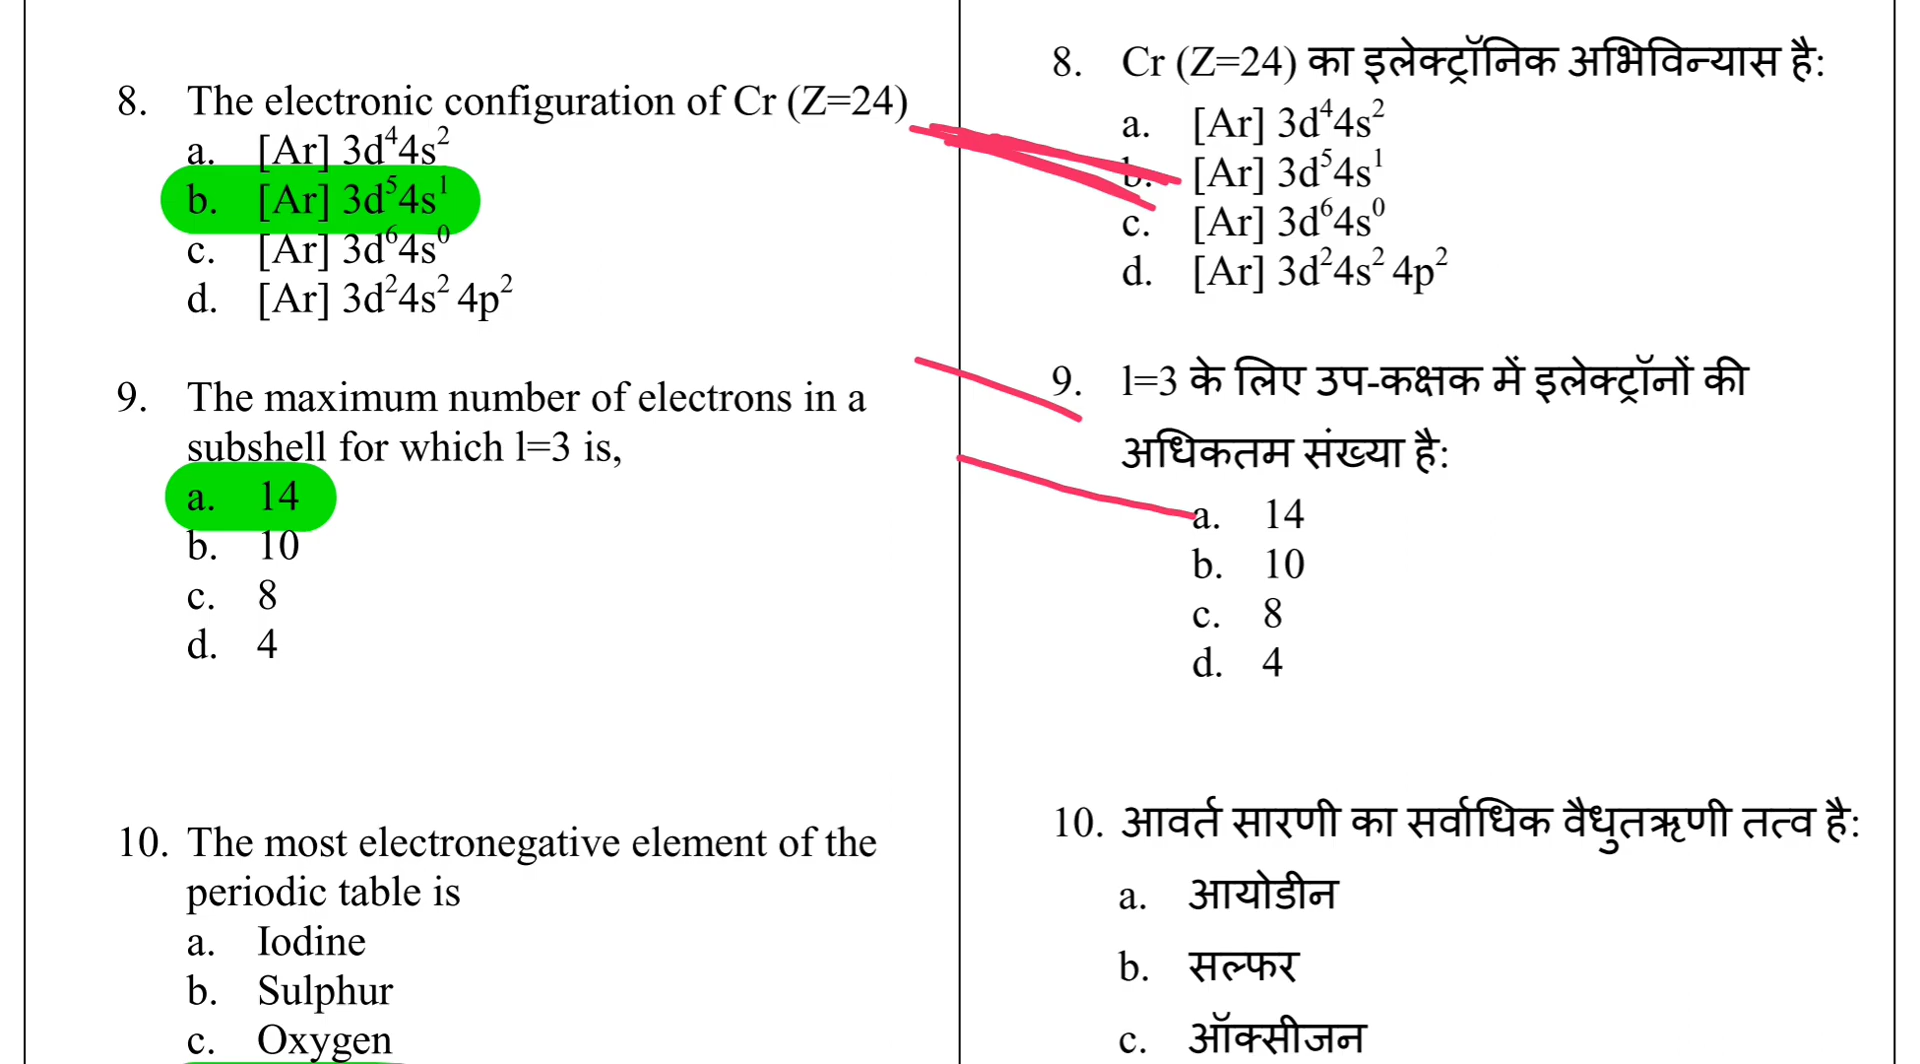 8. The electronic configuration of Cr (Z=24)
a. [Ar] 3d⁴4s²
b. [Ar] 3d⁵4s¹
c. [Ar] 3d⁶4s⁰
d. [Ar] 3d²4s² 4p²
9. The maximum number of electrons in a
subshell for which l=3 is,
a. 14
b. 10
c. 8
d. 4
10. The most electronegative element of the
periodic table is
a. Iodine
b. Sulphur
c. Oxygen
8. Cr (Z=24) का इलेक्ट्रॉनिक अभिविन्यास है:
a. [Ar] 3d⁴4s²
b. [Ar] 3d⁵4s¹
c. [Ar] 3d⁶4s⁰
d. [Ar] 3d²4s² 4p²
9. l=3 के लिए उप-कक्षक में इलेक्ट्रॉनों की
अधिकतम संख्या है:
a. 14
b. 10
c. 8
d. 4
10. आवर्त सारणी का सर्वाधिक वैधुतऋणी तत्व है:
a. आयोडीन
b. सल्फर
c. ऑक्सीजन